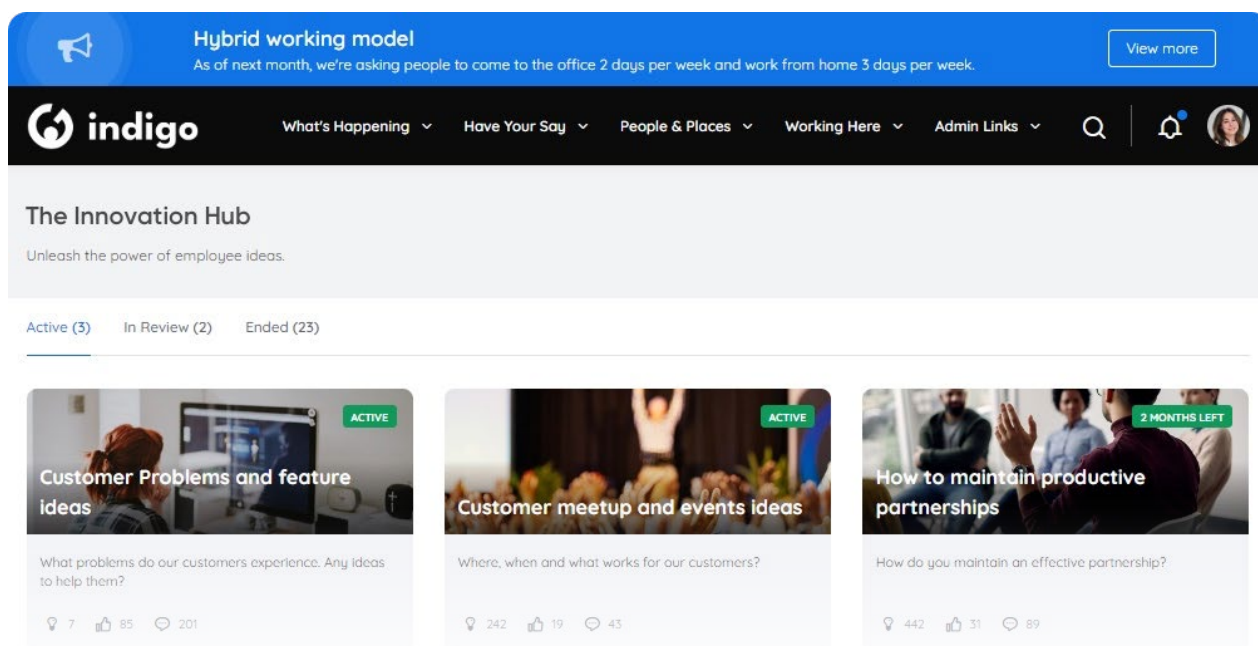 Hybrid working model
As of next month, we're asking people to come to the office 2 days per week and work from home 3 days per week.
View more
indigo
What's Happening
Have Your Say
People & Places
Working Here
Admin Links
The Innovation Hub
Unleash the power of employee ideas.
Active (3)
In Review (2)
Ended (23)
ACTIVE
Customer Problems and feature
ideas
What problems do our customers experience. Any ideas
to help them?
7
85
201
ACTIVE
Customer meetup and events ideas
Where, when and what works for our customers?
242
19
43
2 MONTHS LEFT
How to maintain productive
partnerships
How do you maintain an effective partnership?
442
31
89